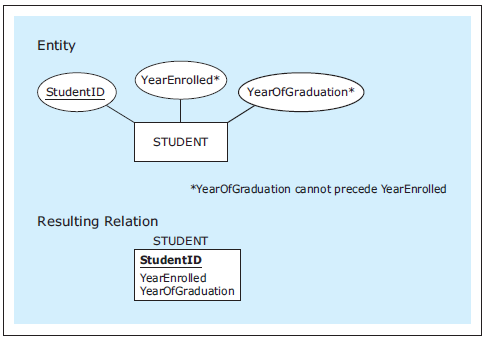 Entity
StudentID
YearEnrolled*
YearOfGraduation*
STUDENT
*YearOfGraduation cannot precede YearEnrolled
Resulting Relation
STUDENT
StudentID
YearEnrolled
YearOfGraduation